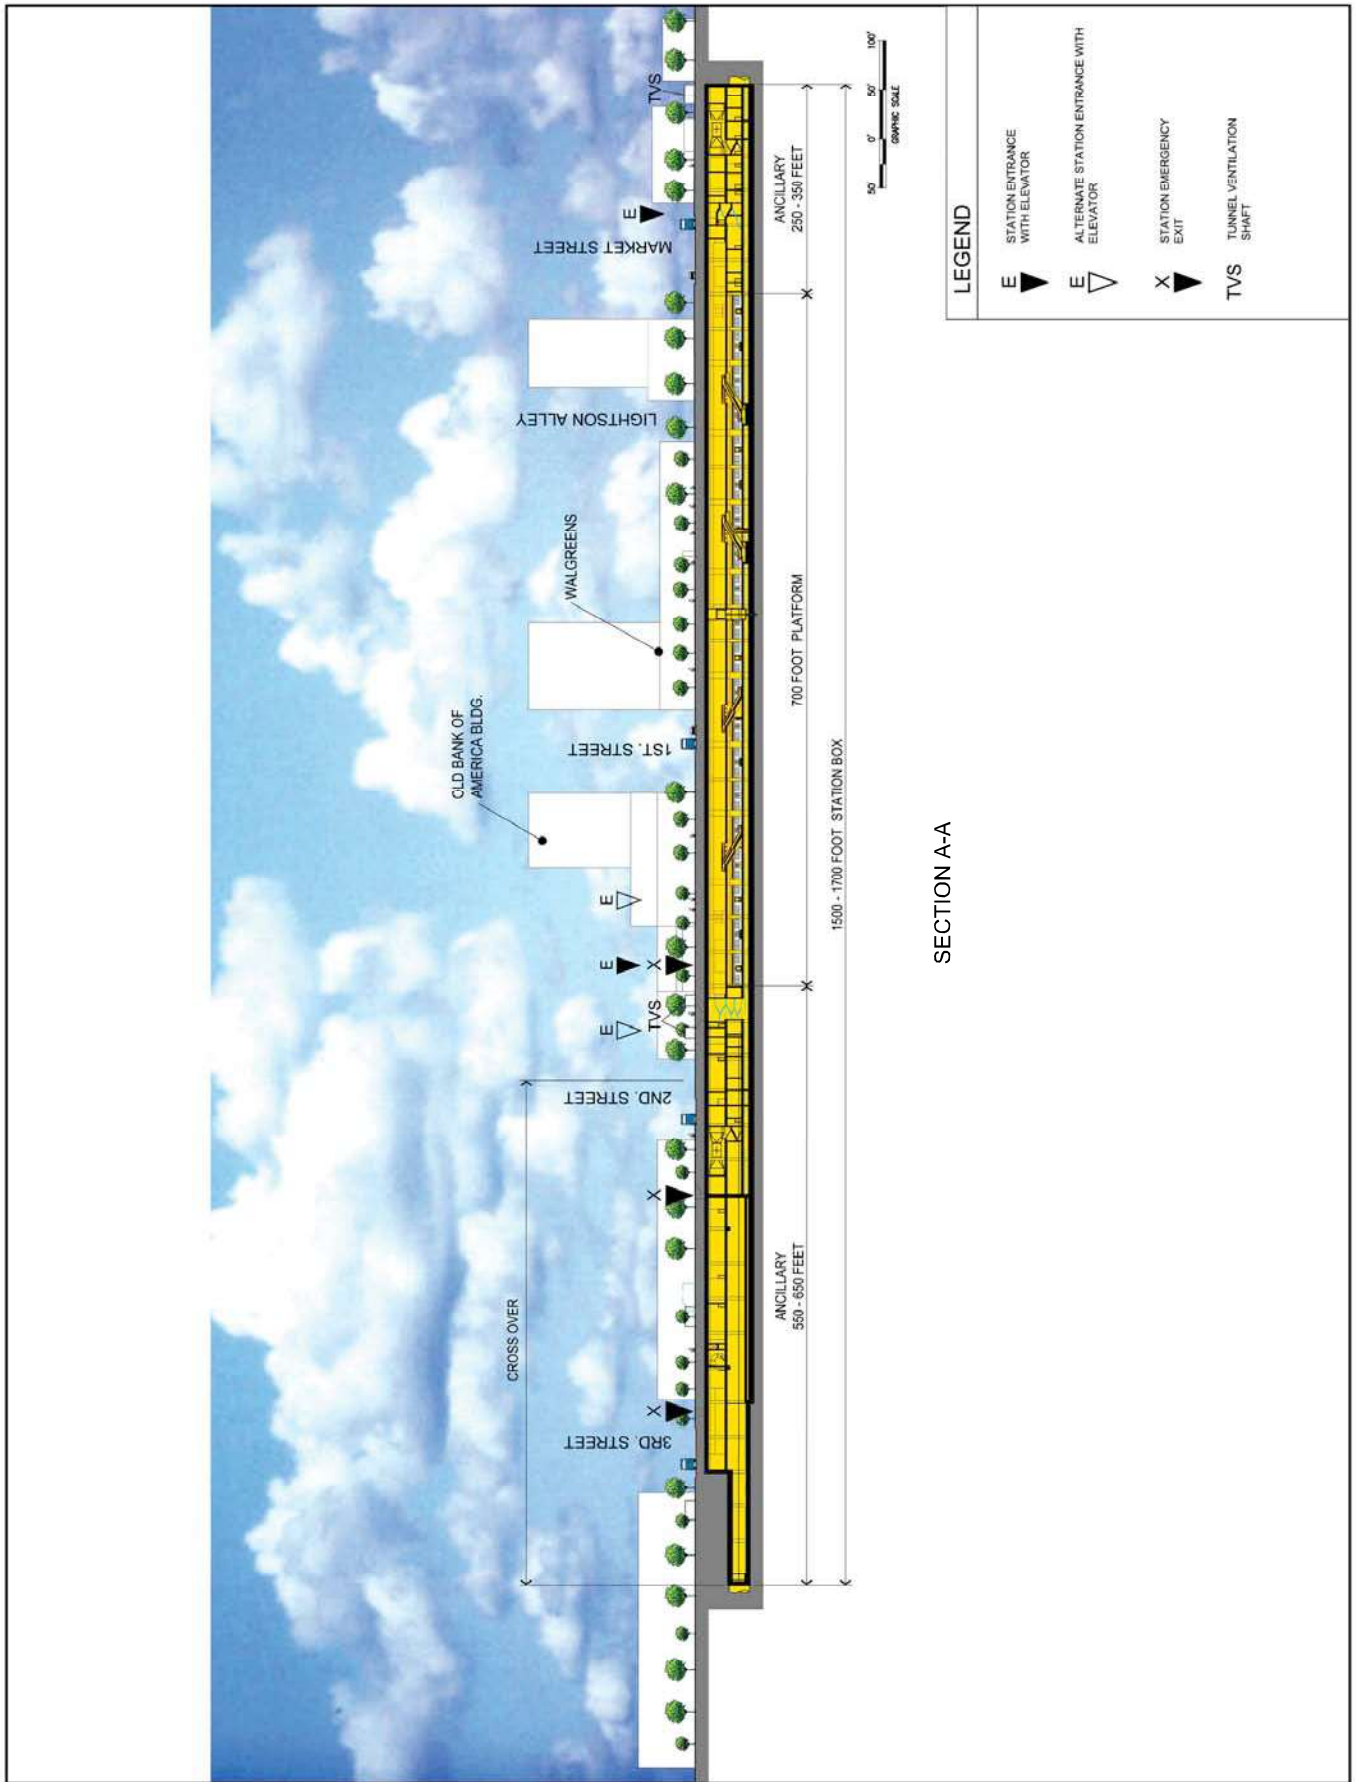 CROSS OVER
OLD BANK OF
AMERICA BLDG.
WALGREENS
3RD. STREET
2ND. STREET
1ST. STREET
LIGHTSON ALLEY
MARKET STREET
X
X
E
TVS
E
X
E
E
TVS
ANCILLARY
550 - 650 FEET
700 FOOT PLATFORM
ANCILLARY
250 - 350 FEET
1500 - 1700 FOOT STATION BOX
50'
0'
50'
100'
GRAPHIC SCALE
SECTION A-A
LEGEND
E
STATION ENTRANCE
WITH ELEVATOR
E
ALTERNATE STATION ENTRANCE WITH
ELEVATOR
X
STATION EMERGENCY
EXIT
TVS
TUNNEL VENTILATION
SHAFT